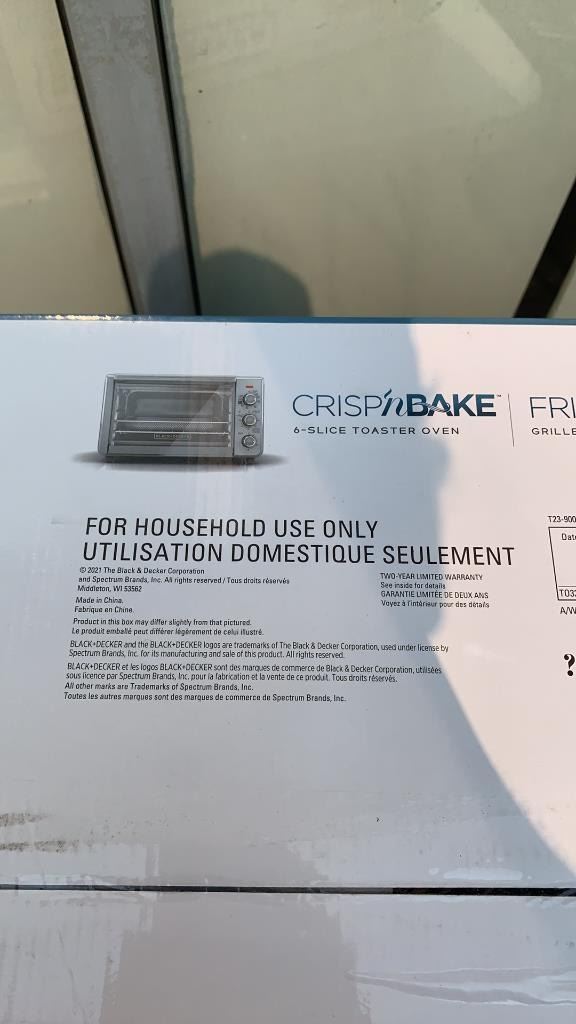 CRISP'nBAKE™
6-SLICE TOASTER OVEN
GRILLE
BLACK+DECKER
FOR HOUSEHOLD USE ONLY
UTILISATION DOMESTIQUE SEULEMENT
© 2021 The Black & Decker Corporation
and Spectrum Brands, Inc. All rights reserved / Tous droits réservés
Middleton, WI 53562
Made in China.
Fabriqué en Chine.
TWO-YEAR LIMITED WARRANTY
See inside for details
GARANTIE LIMITÉE DE DEUX ANS
Voyez à l'intérieur pour des détails
Product in this box may differ slightly from that pictured.
Le produit emballé peut différer légèrement de celui illustré.
BLACK+DECKER and the BLACK+DECKER logos are trademarks of The Black & Decker Corporation, used under license by
Spectrum Brands, Inc. for its manufacturing and sale of this product. All rights reserved.
BLACK+DECKER et les logos BLACK+DECKER sont des marques de commerce de Black & Decker Corporation, utilisées
sous licence par Spectrum Brands, Inc. pour la fabrication et la vente de ce produit. Tous droits réservés.
All other marks are Trademarks of Spectrum Brands, Inc.
Toutes les autres marques sont des marques de commerce de Spectrum Brands, Inc.
T23-900
Date
A/W
?